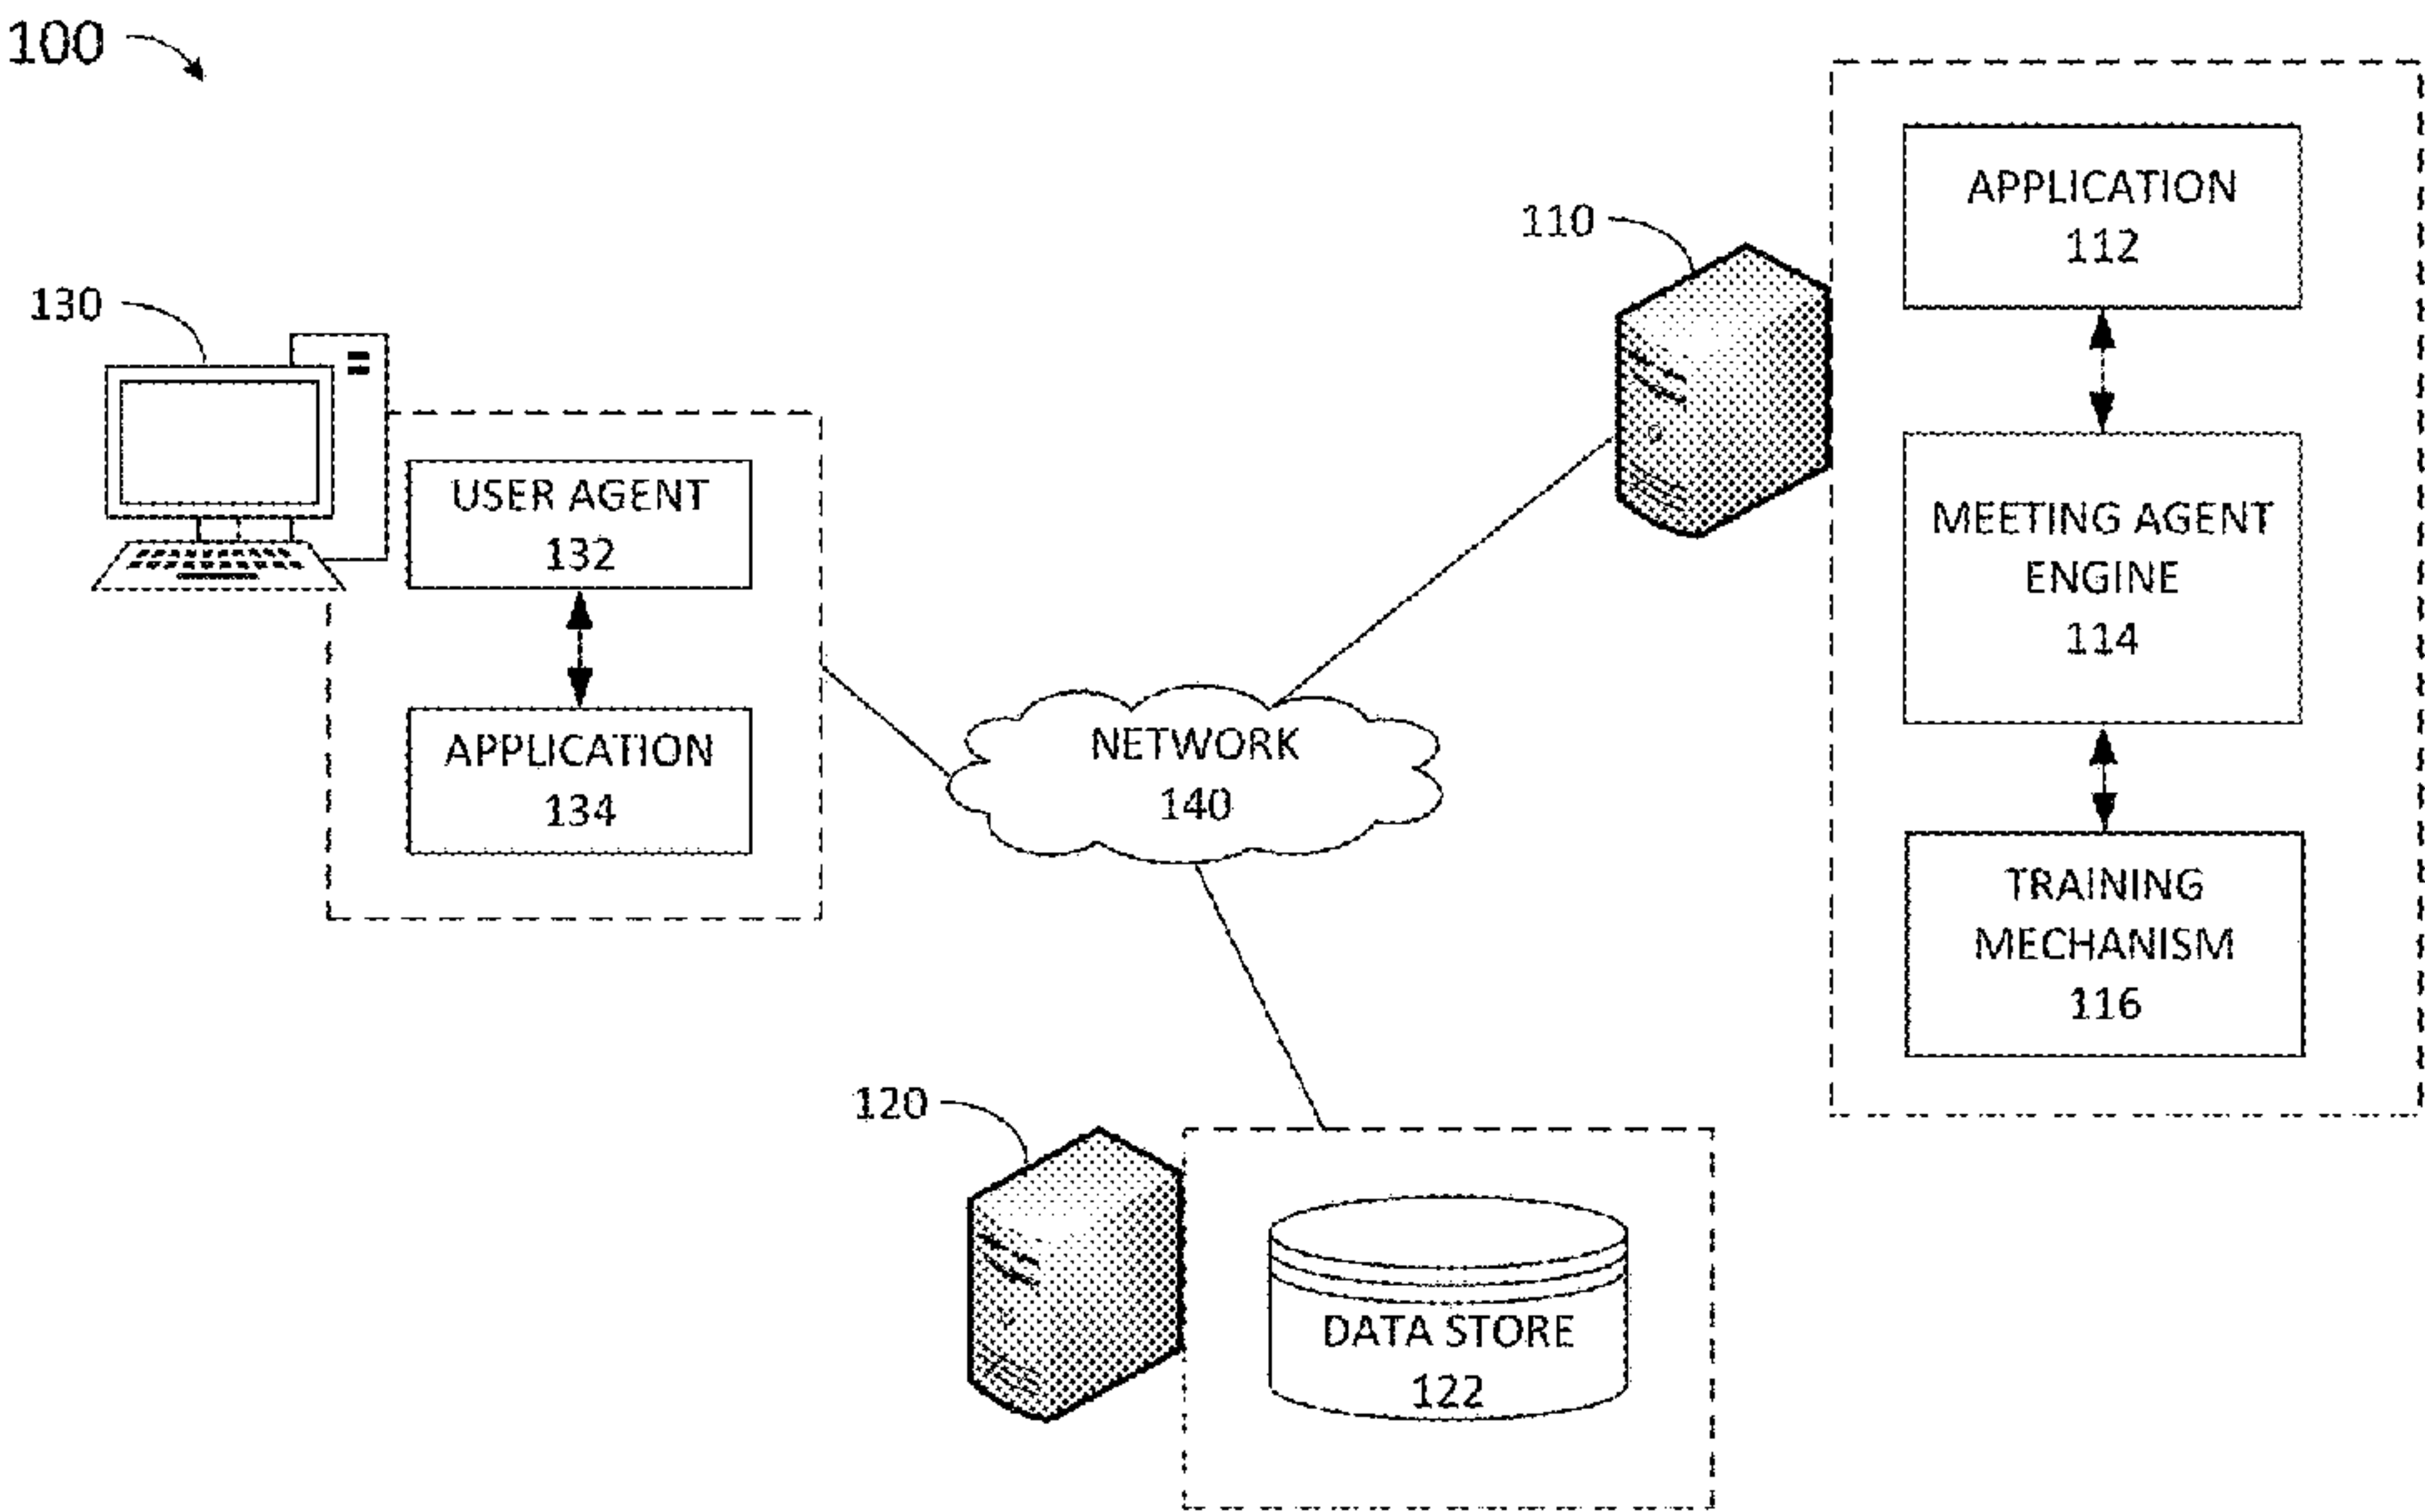 100
110
APPLICATION
112
130
MEETING AGENT
ENGINE
114
USER AGENT
132
APPLICATION
134
NETWORK
140
TRAINING
MECHANISM
116
120
DATA STORE
122